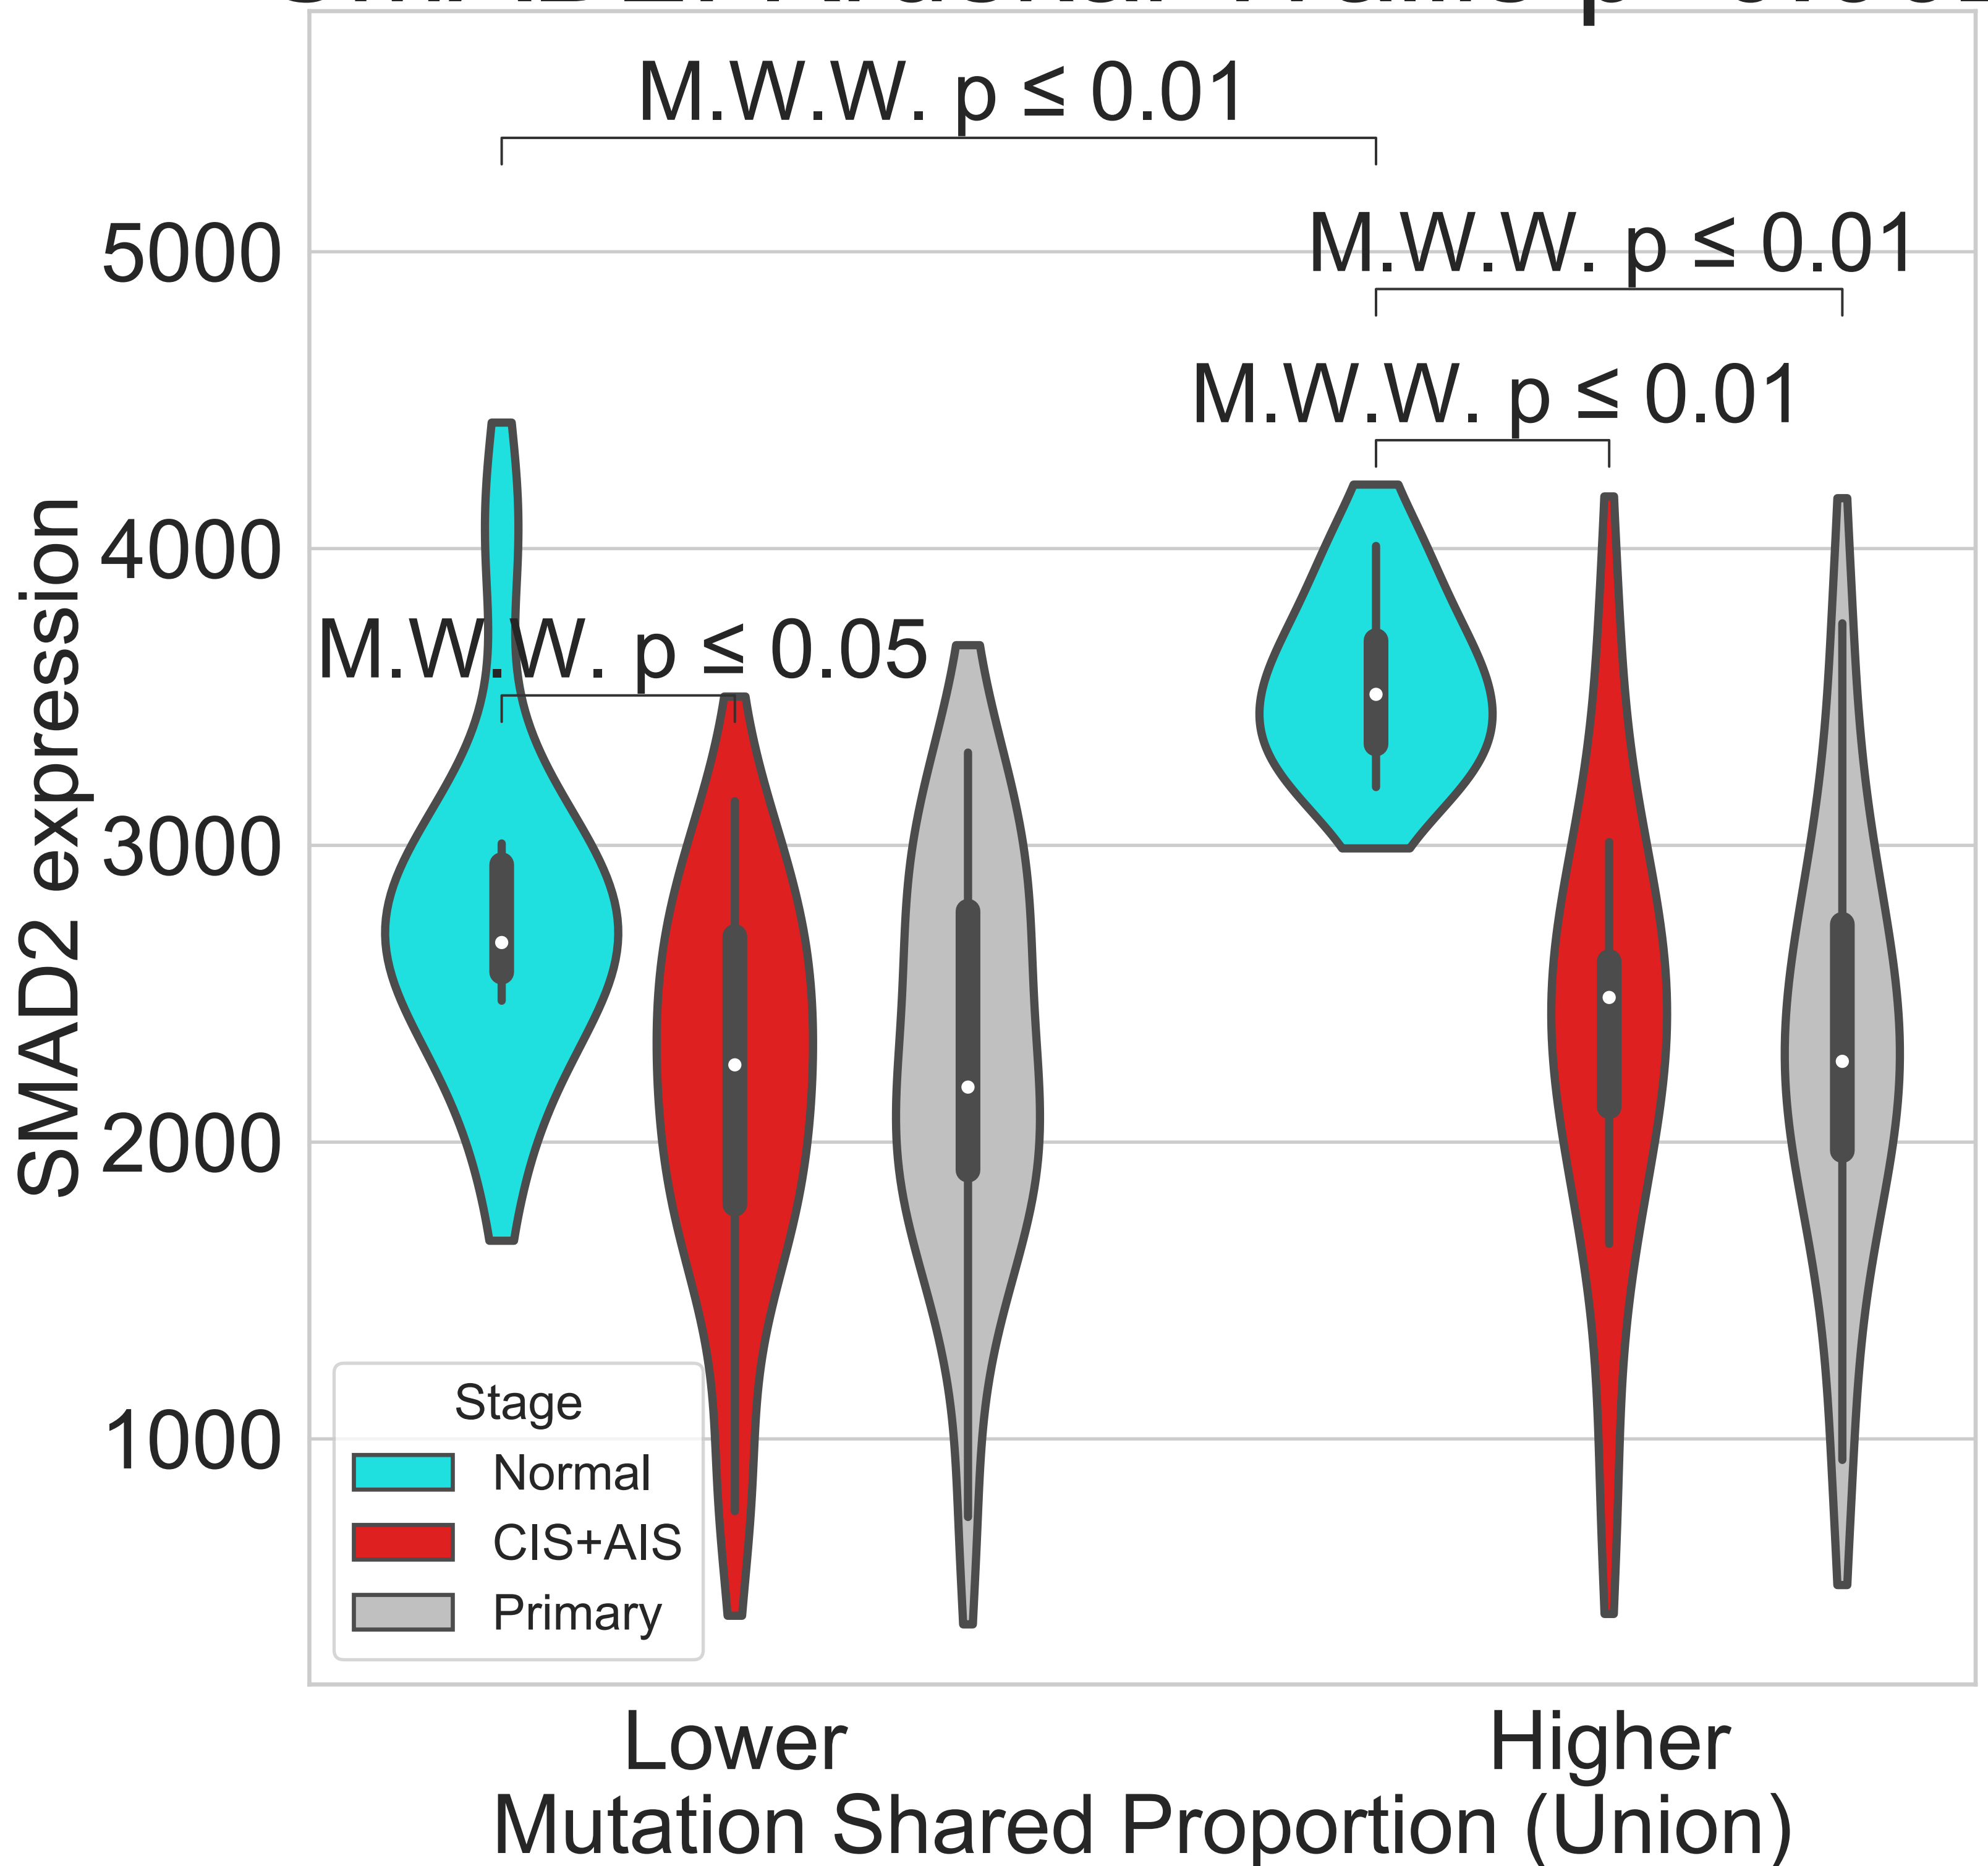 M.W.W. p ≤ 0.01
M.W.W. p ≤ 0.01
M.W.W. p ≤ 0.01
M.W.W. p ≤ 0.05
SMAD2 expression
5000
4000
3000
2000
1000
Stage
Normal
CIS+AIS
Primary
Lower
Higher
Mutation Shared Proportion (Union)